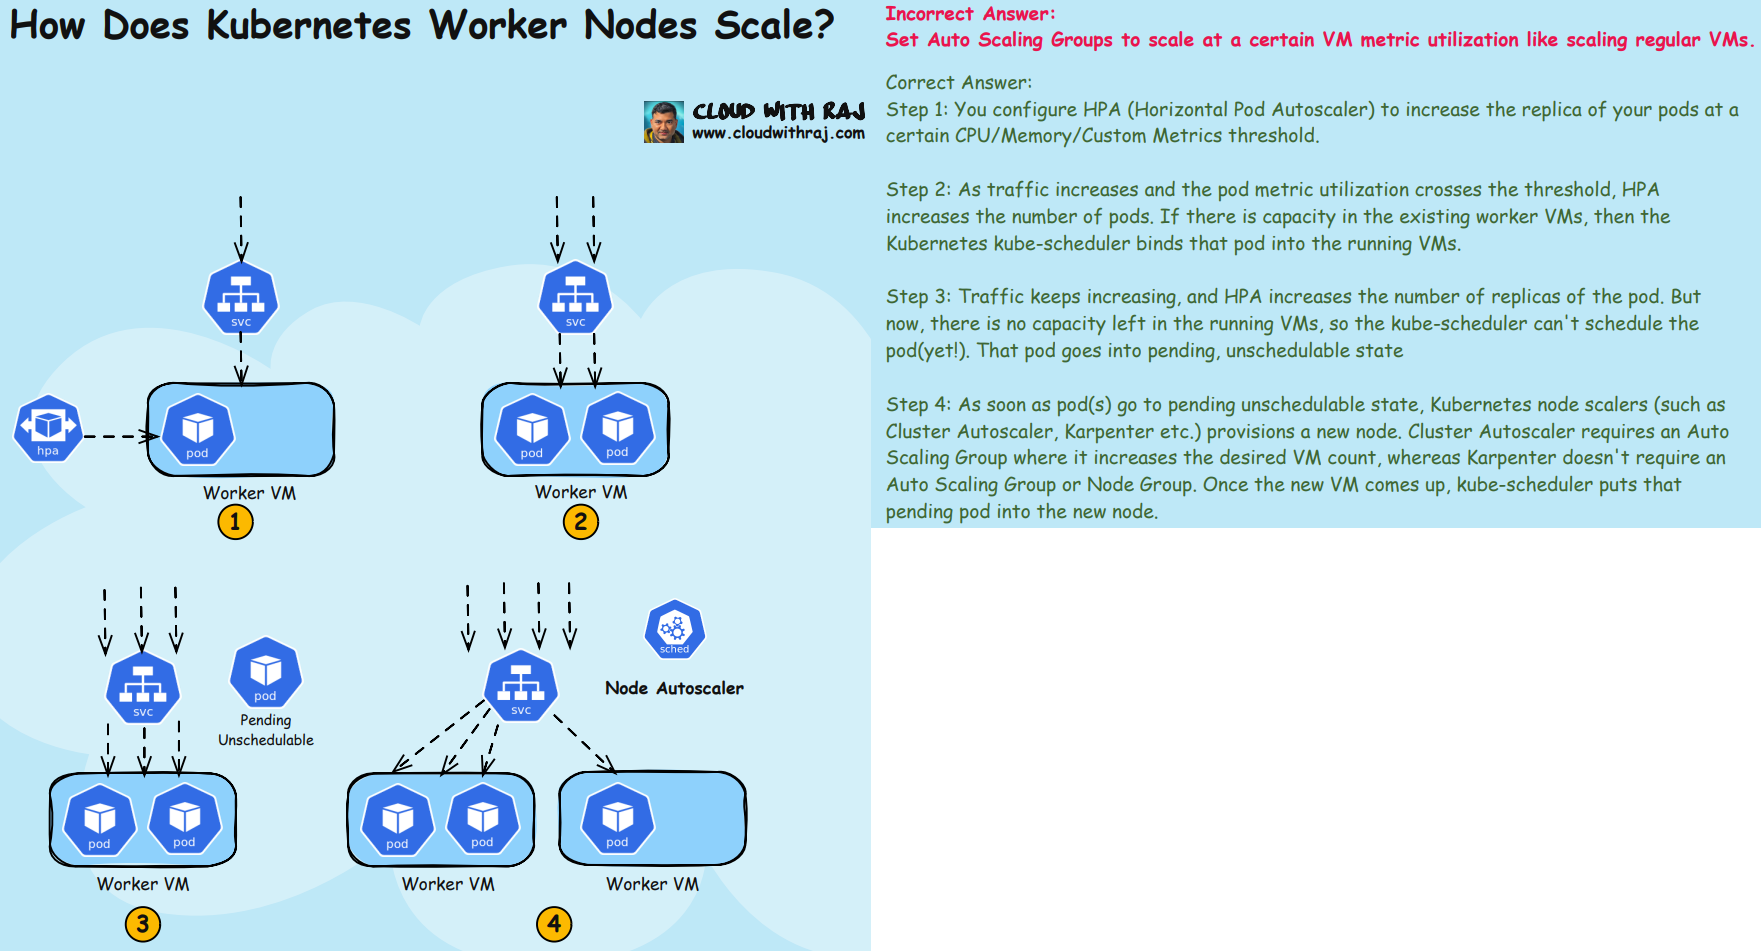 How Does Kubernetes Worker Nodes Scale?
CLOUD WITH RAJ
www.cloudwithraj.com
svc
hpa
pod
Worker VM
1
svc
pod
pod
Worker VM
2
svc
pod
Pending
Unschedulable
pod
pod
Worker VM
3
svc
sched
Node Autoscaler
pod
pod
Worker VM
pod
Worker VM
4
Incorrect Answer:
Set Auto Scaling Groups to scale at a certain VM metric utilization like scaling regular VMs.
Correct Answer:
Step 1: You configure HPA (Horizontal Pod Autoscaler) to increase the replica of your pods at a
certain CPU/Memory/Custom Metrics threshold.
Step 2: As traffic increases and the pod metric utilization crosses the threshold, HPA
increases the number of pods. If there is capacity in the existing worker VMs, then the
Kubernetes kube-scheduler binds that pod into the running VMs.
Step 3: Traffic keeps increasing, and HPA increases the number of replicas of the pod. But
now, there is no capacity left in the running VMs, so the kube-scheduler can't schedule the
pod(yet!). That pod goes into pending, unschedulable state
Step 4: As soon as pod(s) go to pending unschedulable state, Kubernetes node scalers (such as
Cluster Autoscaler, Karpenter etc.) provisions a new node. Cluster Autoscaler requires an Auto
Scaling Group where it increases the desired VM count, whereas Karpenter doesn't require an
Auto Scaling Group or Node Group. Once the new VM comes up, kube-scheduler puts that
pending pod into the new node.